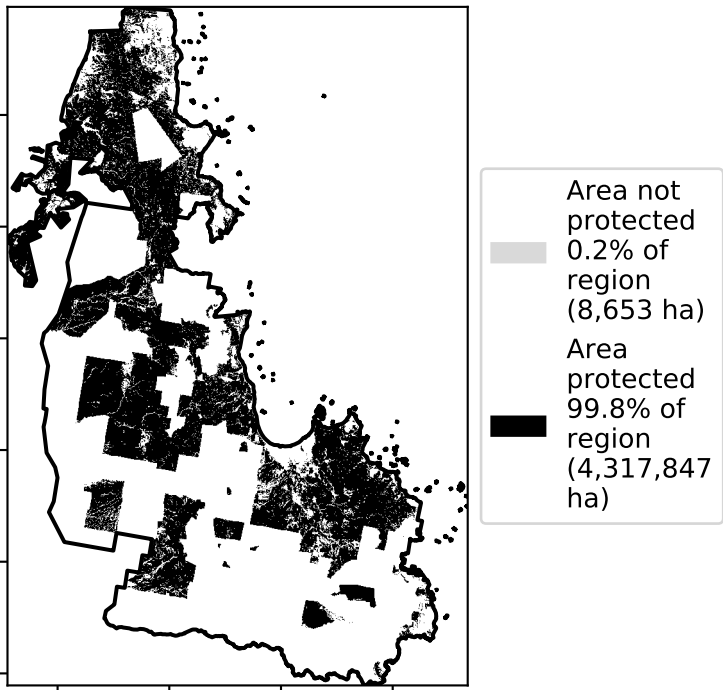 Area not
protected
0.2% of
region
(8,653 ha)
Area
protected
99.8% of
region
(4,317,847
ha)